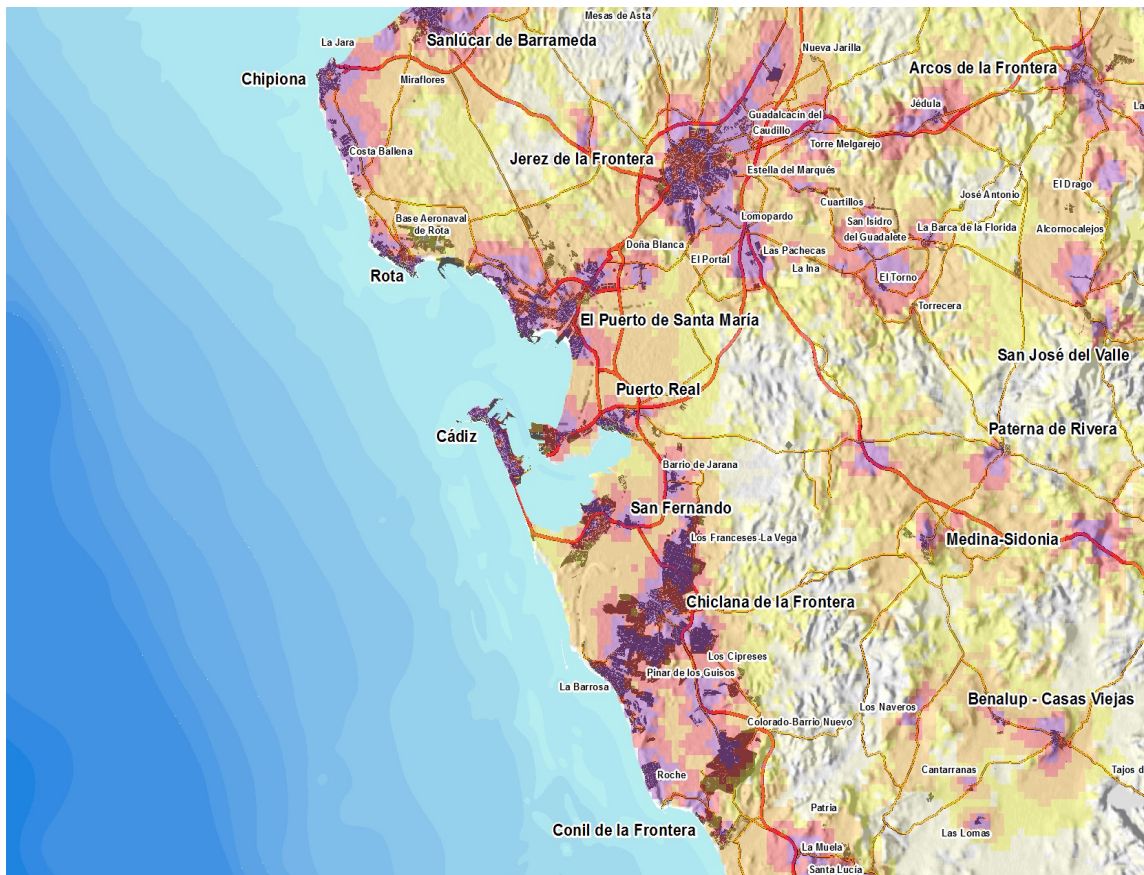 Mesas de Asta
La Jara
Sanlúcar de Barrameda
Nueva Jarilla
Chipiona
Miraflores
Arcos de la Frontera
Jédula
La
Guadalcacín del
Caudillo
Torre Melgarejo
Costa Ballena
Jerez de la Frontera
Estella del Marqués
El Drago
José Antonio
Cuartillos
Base Aeronaval
de Rota
Lomopardo
San Isidro
del Guadalete
La Barca de la Florida
Alcornocalejos
Doña Blanca
El Portal
Las Pachecas
La Ina
Rota
El Torno
Torrecera
El Puerto de Santa María
San José del Valle
Puerto Real
Cádiz
Paterna de Rivera
Barrio de Jarana
San Fernando
Los Franceses-La Vega
Medina-Sidonia
Chiclana de la Frontera
Los Cipreses
Pinar de los Guisos
La Barrosa
Los Naveros
Benalup - Casas Viejas
Colorado-Barrio Nuevo
Roche
Cantarranas
Tajos d
Patria
Conil de la Frontera
Las Lomas
La Muela
Santa Lucía